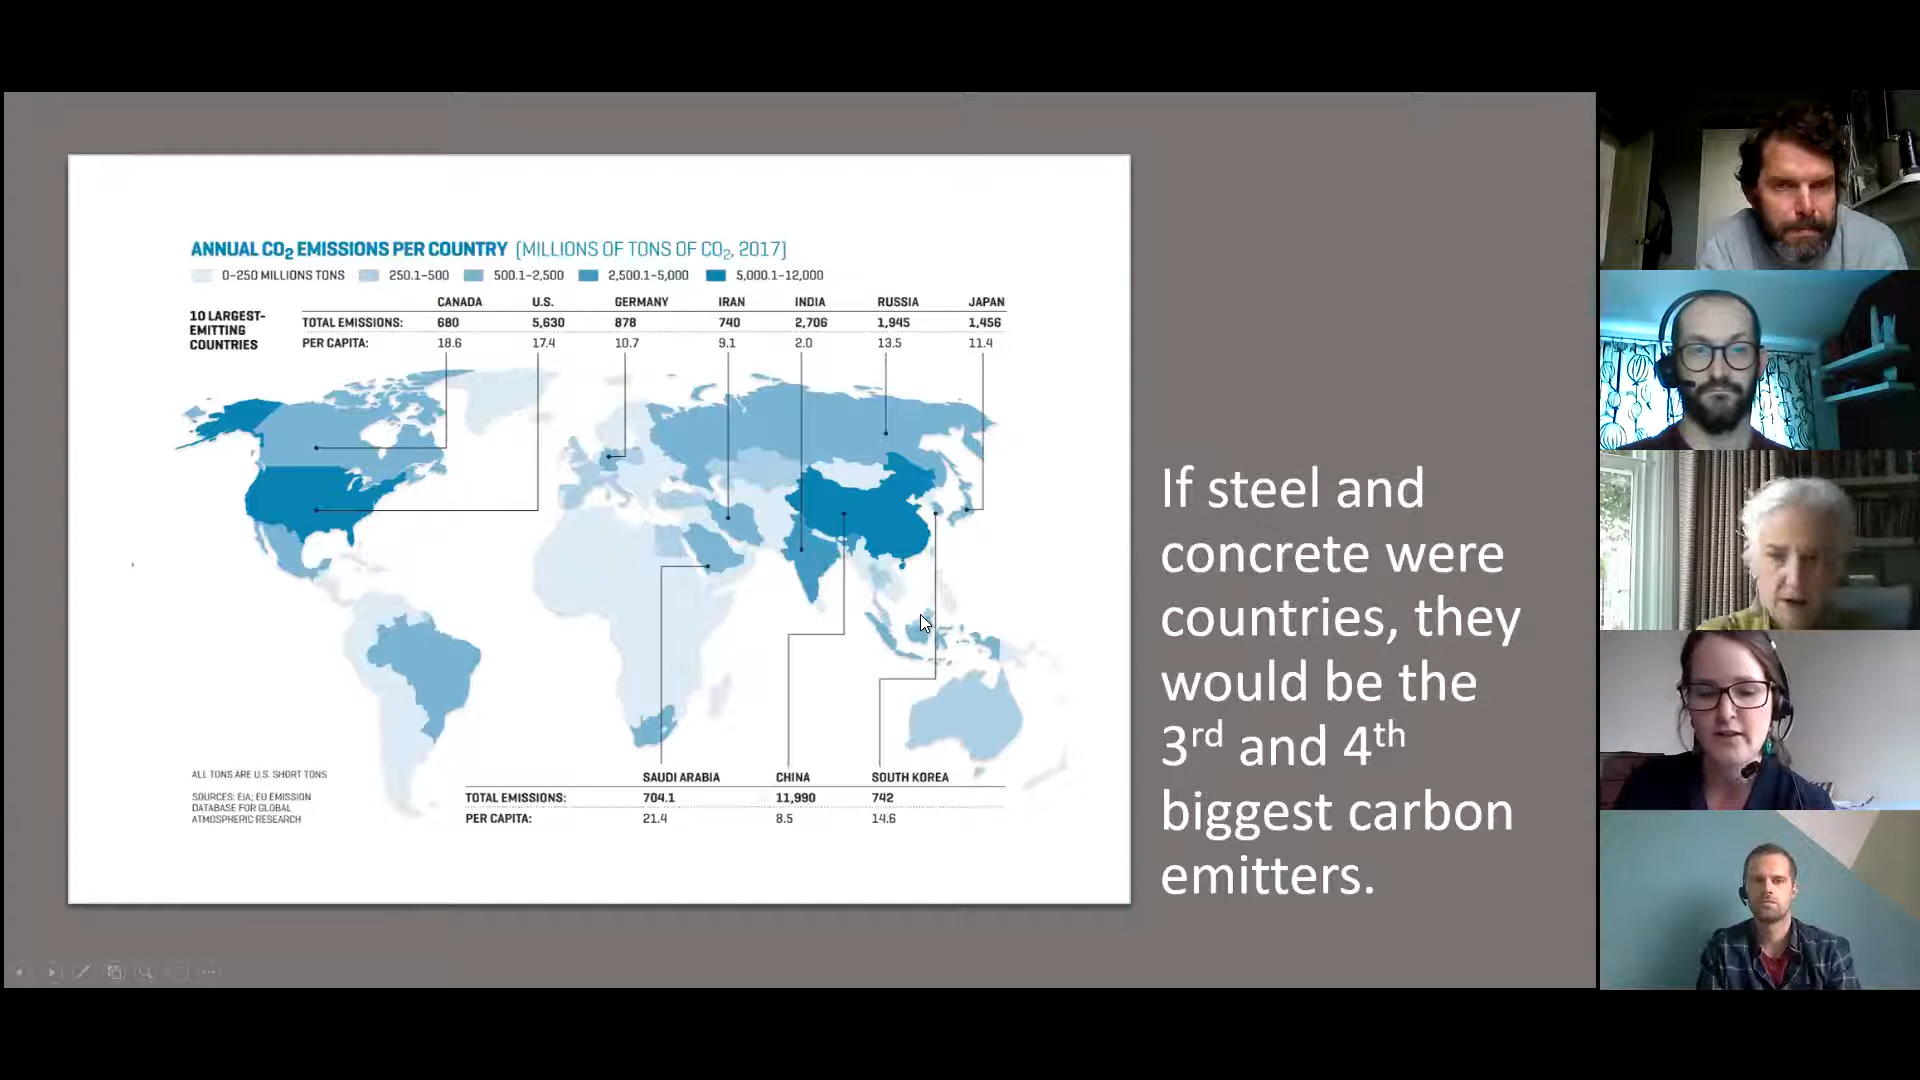 ANNUAL CO₂ EMISSIONS PER COUNTRY [MILLIONS OF TONS OF CO₂, 2017]
0–250 MILLIONS TONS 250.1–500 500.1–2,500 2,500.1–5,000 5,000.1–12,000
10 LARGEST-
EMITTING
COUNTRIES
CANADA U.S. GERMANY IRAN INDIA RUSSIA JAPAN
TOTAL EMISSIONS: 680 5,630 878 740 2,706 1,945 1,456
PER CAPITA: 18.6 17.4 10.7 9.1 2.0 13.5 11.4
SAUDI ARABIA CHINA SOUTH KOREA
TOTAL EMISSIONS: 704.1 11,990 742
PER CAPITA: 21.4 8.5 14.6
ALL TONS ARE U.S. SHORT TONS
SOURCES: EIA; EU EMISSION
DATABASE FOR GLOBAL
ATMOSPHERIC RESEARCH
If steel and
concrete were
countries, they
would be the
3rd and 4th
biggest carbon
emitters.